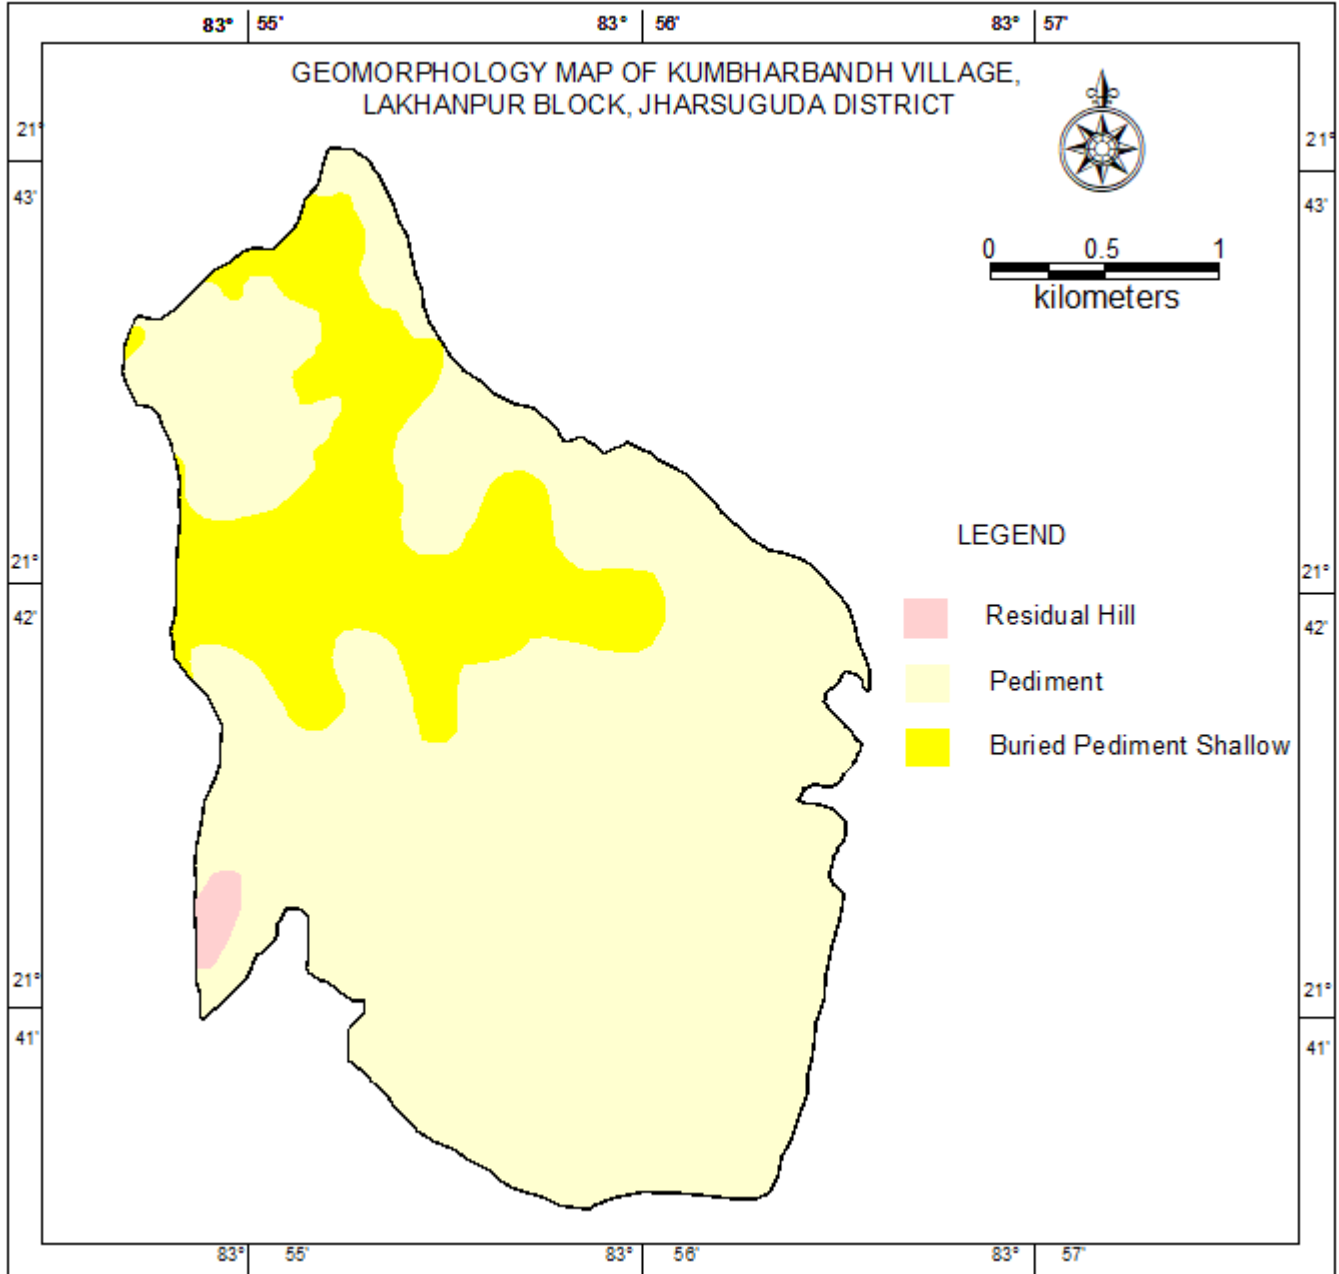 83° 55' 83° 56' 83° 57'
GEOMORPHOLOGY MAP OF KUMBHARBANDH VILLAGE,
LAKHANPUR BLOCK, JHARSUGUDA DISTRICT
21° 21°
43' 43'
0 0.5 1
kilometers
LEGEND
21° 21°
42' 42'
Residual Hill
Pediment
Buried Pediment Shallow
21° 21°
41' 41'
83° 55' 83° 56' 83° 57'